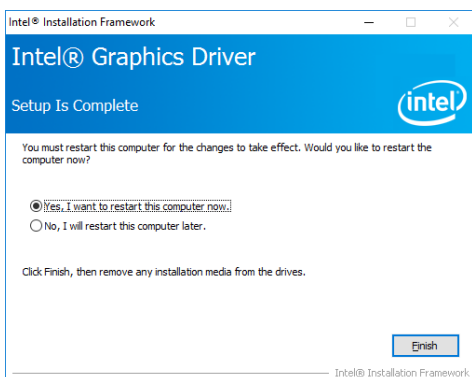 Intel® Installation Framework
Intel® Graphics Driver
Setup Is Complete
intel
You must restart this computer for the changes to take effect. Would you like to restart the
computer now?
Yes, I want to restart this computer now.
No, I will restart this computer later.
Click Finish, then remove any installation media from the drives.
Finish
Intel® Installation Framework